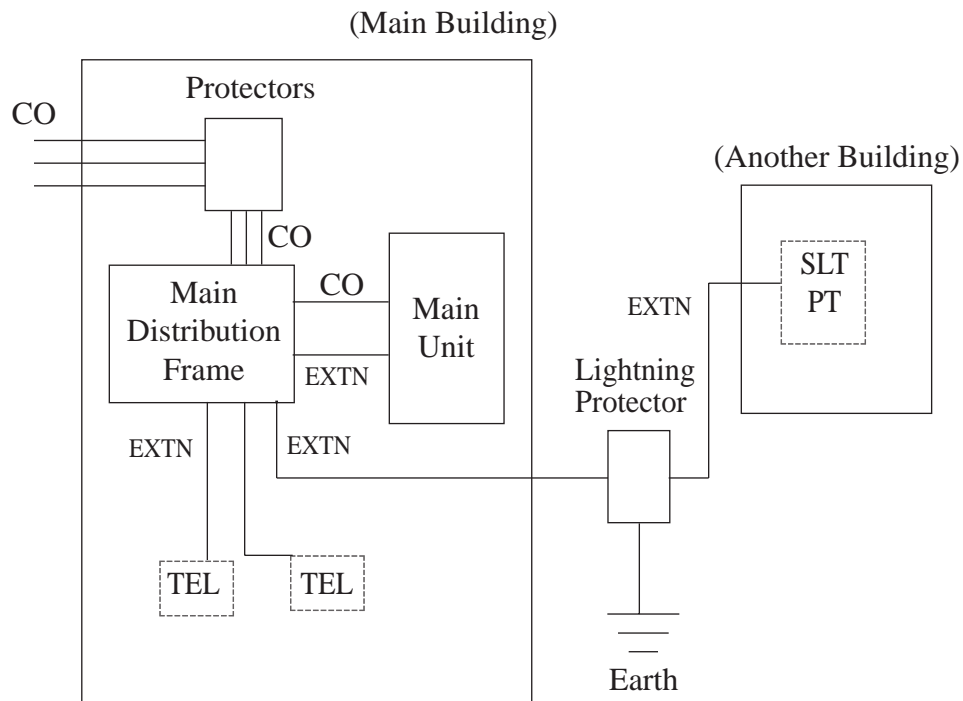 (Main Building)
Protectors
CO
(Another Building)
CO
Main
Distribution
Frame
CO
EXTN
Main
Unit
SLT
PT
EXTN
Lightning
Protector
EXTN
EXTN
TEL
TEL
Earth